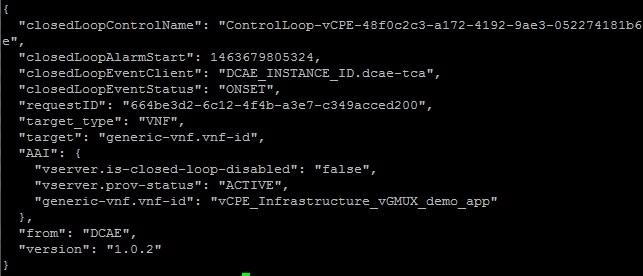 {
  "closedLoopControlName": "ControlLoop-vCPE-48f0c2c3-a172-4192-9ae3-052274181b6
e",
  "closedLoopAlarmStart": 1463679805324,
  "closedLoopEventClient": "DCAE_INSTANCE_ID.dcae-tca",
  "closedLoopEventStatus": "ONSET",
  "requestID": "664be3d2-6c12-4f4b-a3e7-c349acced200",
  "target_type": "VNF",
  "target": "generic-vnf.vnf-id",
  "AAI": {
    "vserver.is-closed-loop-disabled": "false",
    "vserver.prov-status": "ACTIVE",
    "generic-vnf.vnf-id": "vCPE_Infrastructure_vGMUX_demo_app"
  },
  "from": "DCAE",
  "version": "1.0.2"
}